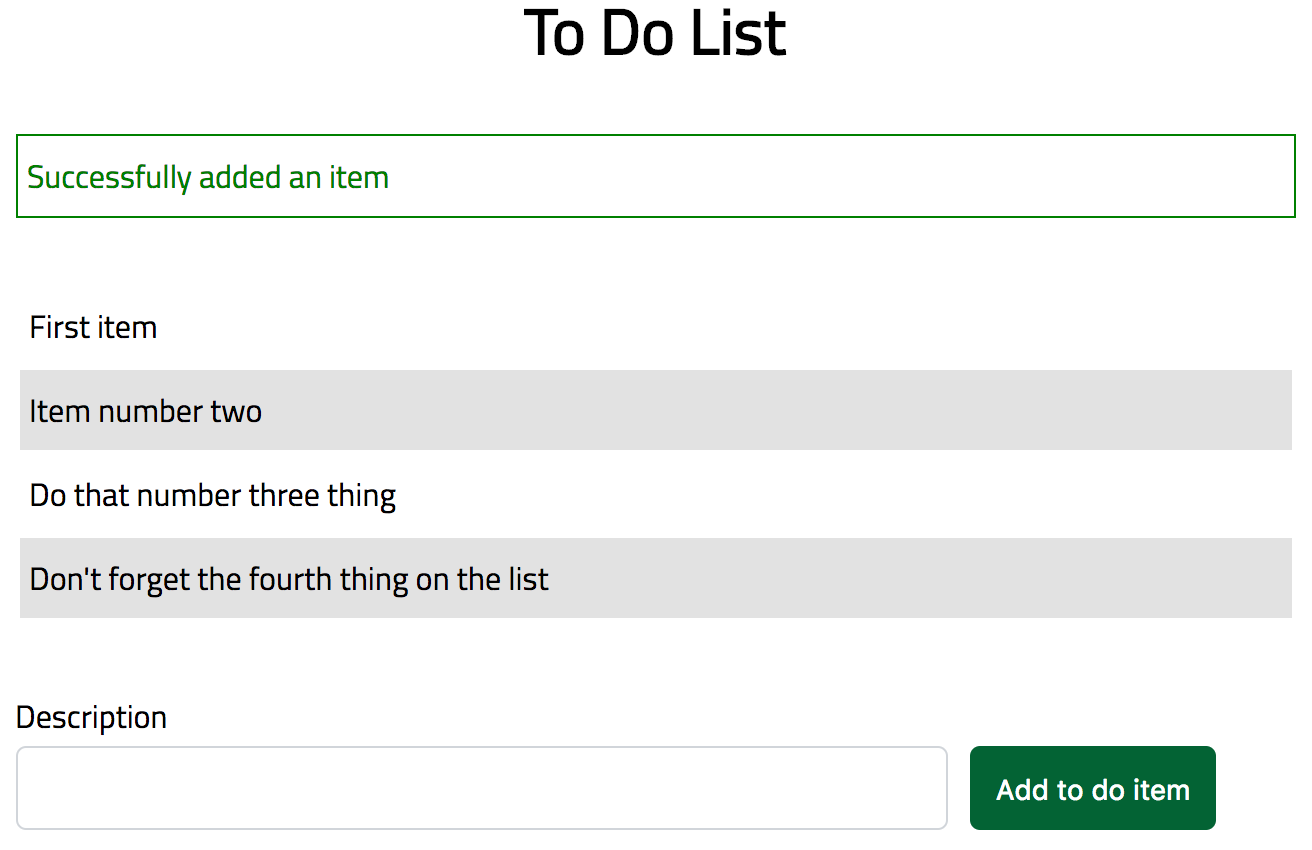 To Do List
Successfully added an item
First item
Item number two
Do that number three thing
Don't forget the fourth thing on the list
Description
Add to do item